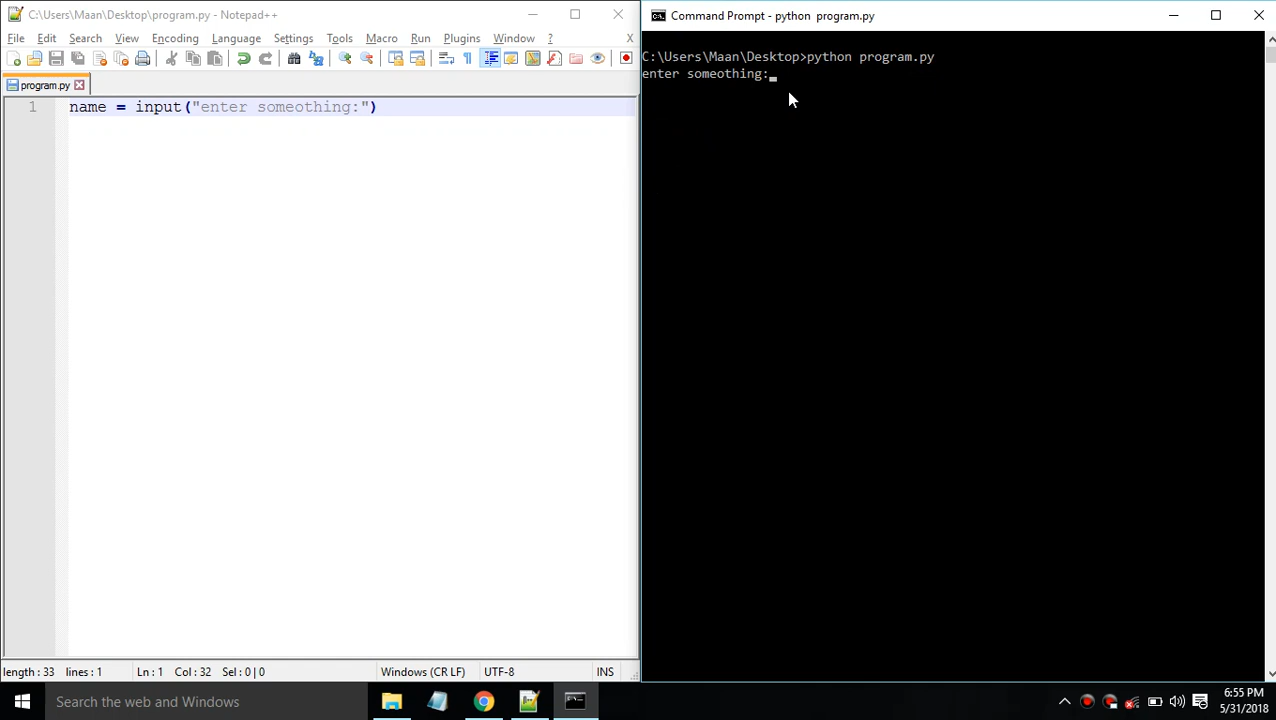 C:\Users\Maan\Desktop\program.py - Notepad++
File Edit Search View Encoding Language Settings Tools Macro Run Plugins Window ? X
program.py
1 name = input("enter someothing:")
length : 33 lines : 1 Ln : 1 Col : 32 Sel : 0 | 0 Windows (CR LF) UTF-8 INS
Command Prompt - python  program.py
C:\Users\Maan\Desktop>python program.py
enter someothing:
Search the web and Windows
6:55 PM
5/31/2018